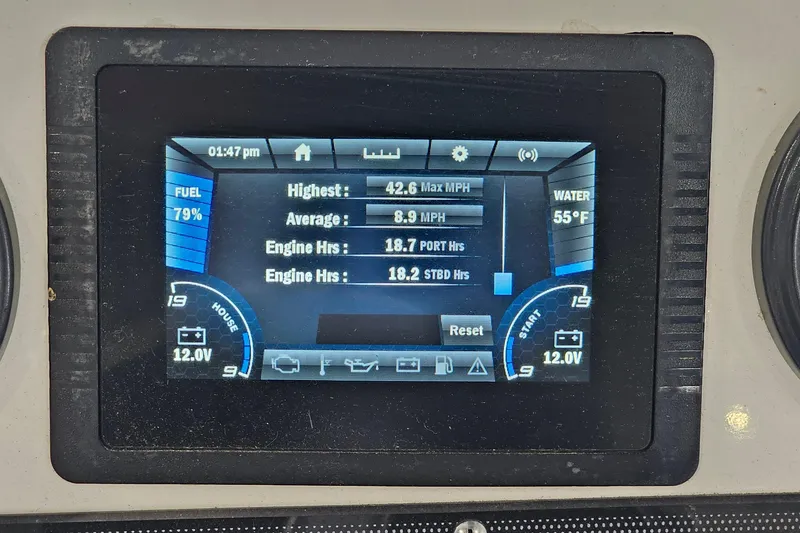 01:47 pm
FUEL
79%
Highest : 42.6 Max MPH
Average : 8.9 MPH
Engine Hrs : 18.7 PORT Hrs
Engine Hrs : 18.2 STBD Hrs
WATER
55°F
19
HOUSE
12.0V
9
Reset
19
START
12.0V
9